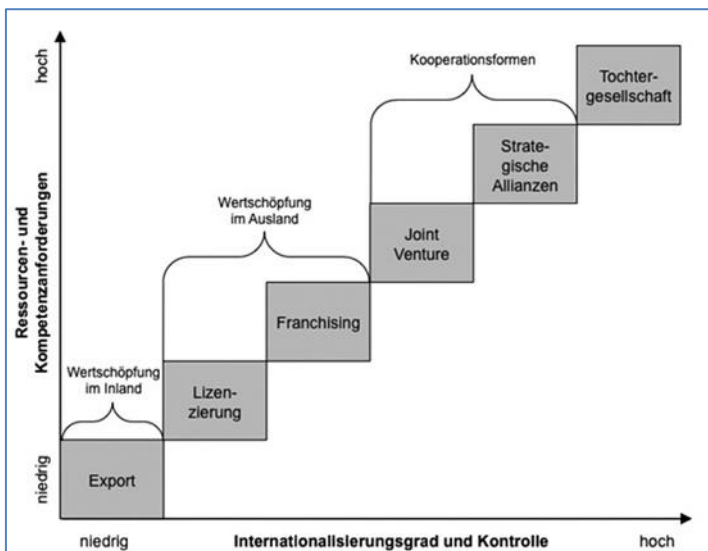 hoch
Kooperationsformen
Tochter-
gesellschaft
Strate-
gische
Allianzen
Wertschöpfung
im Ausland
Joint
Venture
Ressourcen- und
Kompetenzanforderungen
Franchising
Wertschöpfung
im Inland
Lizen-
zierung
niedrig
Export
niedrig
Internationalisierungsgrad und Kontrolle
hoch